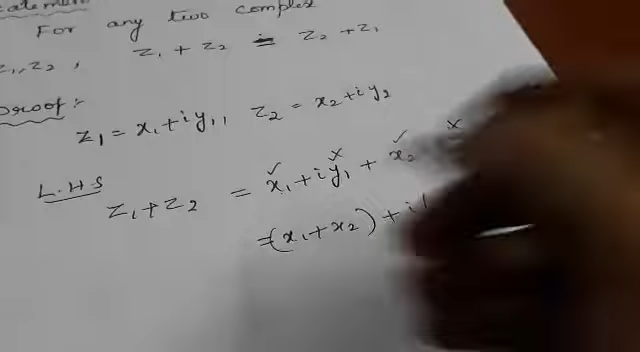 For any two complex
z₁, z₂, z₁ + z₂ = z₂ + z₁
Proof:-
z₁ = x₁ + iy₁, z₂ = x₂ + iy₂
L.H.S
z₁ + z₂ = x₁ + iy₁ + x₂
= (x₁ + x₂) + i